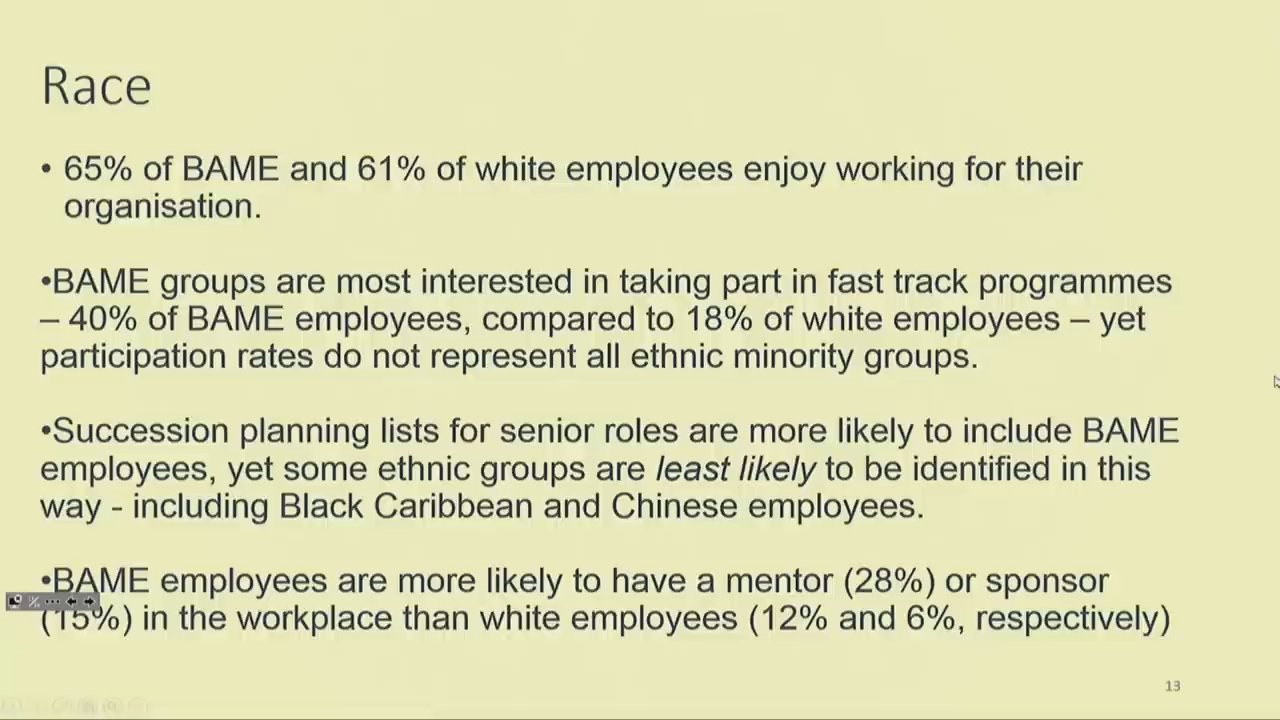 Race
• 65% of BAME and 61% of white employees enjoy working for their
organisation.
•BAME groups are most interested in taking part in fast track programmes
– 40% of BAME employees, compared to 18% of white employees – yet
participation rates do not represent all ethnic minority groups.
•Succession planning lists for senior roles are more likely to include BAME
employees, yet some ethnic groups are least likely to be identified in this
way - including Black Caribbean and Chinese employees.
•BAME employees are more likely to have a mentor (28%) or sponsor
(15%) in the workplace than white employees (12% and 6%, respectively)
13